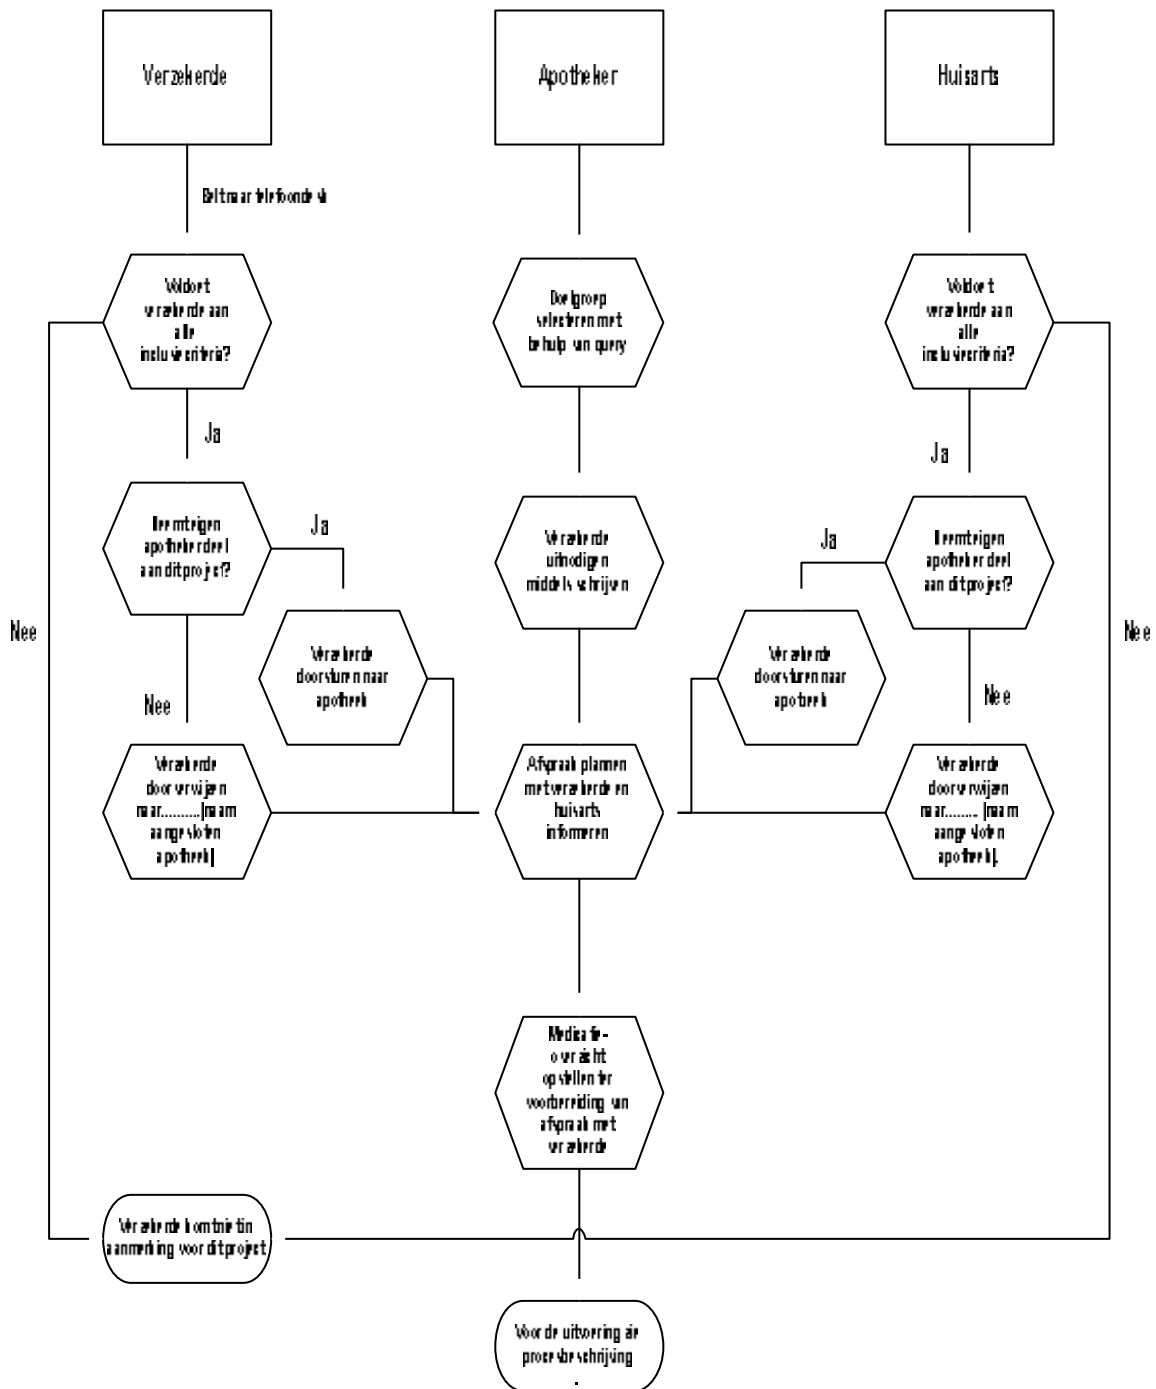 Verzekerde
Apotheker
Huisarts
Belt naar telefoondesk
Voldoet
verzekerde aan
alle
inclusiecriteria?
Doelgroep
selecteren met
behulp van query
Voldoet
verzekerde aan
alle
inclusiecriteria?
Ja
Ja
Neemt eigen
apotheker deel
aan dit project?
Ja
Verzekerde
uitnodigen
middels schrijven
Ja
Neemt eigen
apotheker deel
aan dit project?
Nee
Nee
Verzekerde
doorsturen naar
apotheek
Verzekerde
doorsturen naar
apotheek
Nee
Nee
Verzekerde
doorverwijzen
naar.......... (naam
aangesloten
apotheek)
Afspraak plannen
met verzekerde en
huisarts
informeren
Verzekerde
doorverwijzen
naar......... (naam
aangesloten
apotheek).
Medicatie-
overzicht
opstellen ter
voorbereiding van
afspraak met
verzekerde
Verzekerde komt niet in
aanmerking voor dit project
Voor de uitvoering zie
procesbeschrijving
.